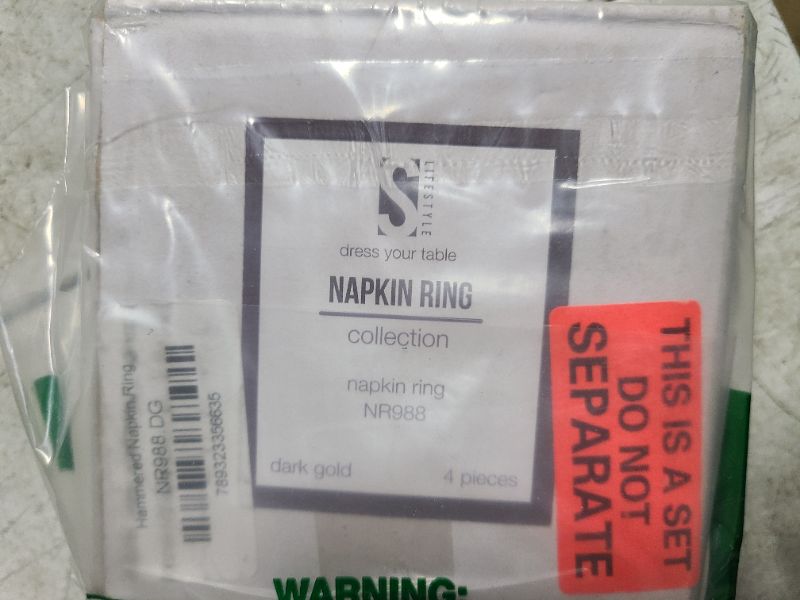 S
LIFESTYLE
dress your table
NAPKIN RING
collection
napkin ring
NR988
dark gold
4 pieces
Hammered Napkin Ring
NR988.DG
789323356635
THIS IS A SET
DO NOT
SEPARATE
WARNING: